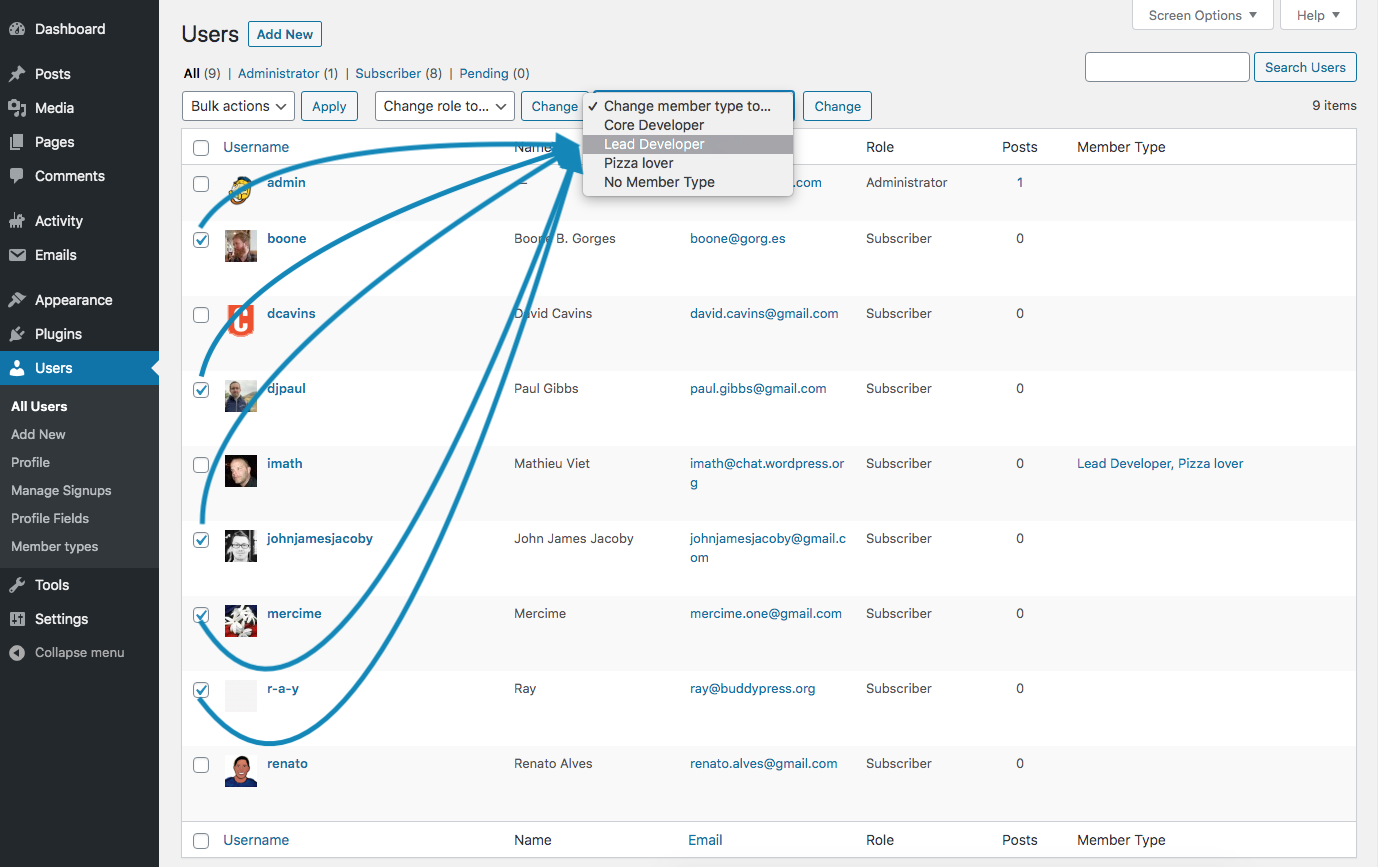 Dashboard
Posts
Media
Pages
Comments
Activity
Emails
Appearance
Plugins
Users
All Users
Add New
Profile
Manage Signups
Profile Fields
Member types
Tools
Settings
Collapse menu
Screen Options Help
Users Add New
All (9) | Administrator (1) | Subscriber (8) | Pending (0)
Search Users
Bulk actions Apply Change role to... Change Change
9 items
✓ Change member type to...
Core Developer
Lead Developer
Pizza lover
No Member Type
Username Name Role Posts Member Type
admin — .com Administrator 1
boone Boone B. Gorges boone@gorg.es Subscriber 0
dcavins David Cavins david.cavins@gmail.com Subscriber 0
djpaul Paul Gibbs paul.gibbs@gmail.com Subscriber 0
imath Mathieu Viet imath@chat.wordpress.or Subscriber 0 Lead Developer, Pizza lover
g
johnjamesjacoby John James Jacoby johnjamesjacoby@gmail.c Subscriber 0
om
mercime Mercime mercime.one@gmail.com Subscriber 0
r-a-y Ray ray@buddypress.org Subscriber 0
renato Renato Alves renato.alves@gmail.com Subscriber 0
Username Name Email Role Posts Member Type